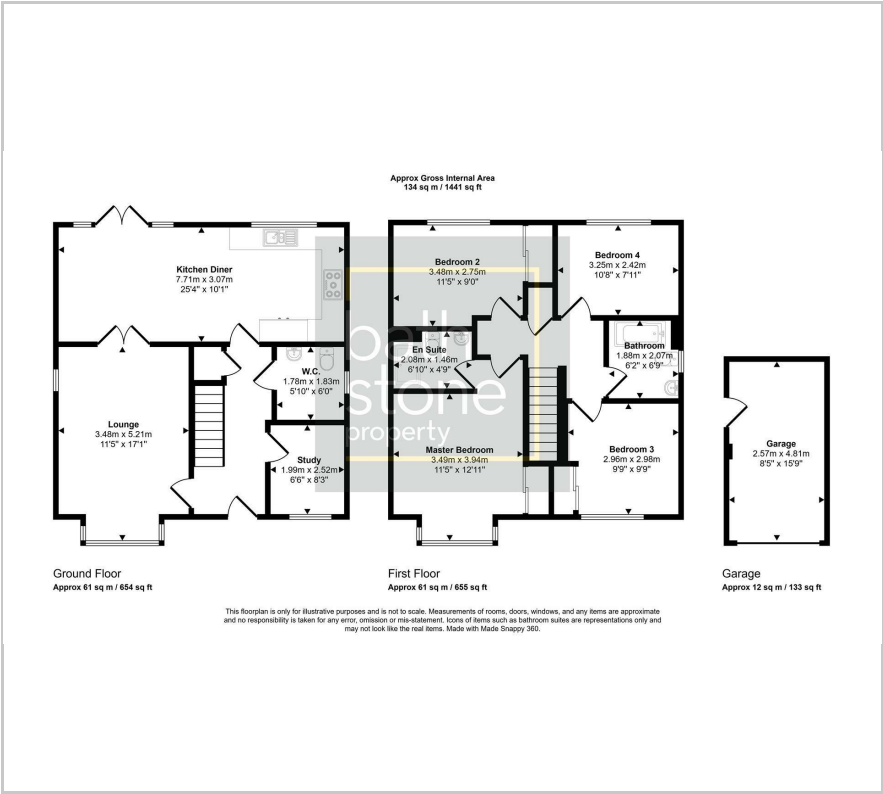 Approx Gross Internal Area
134 sq m / 1441 sq ft
Kitchen Diner
7.71m x 3.07m
25'4" x 10'1"
Lounge
3.48m x 5.21m
11'5" x 17'1"
W.C.
1.78m x 1.83m
5'10" x 6'0"
Study
1.99m x 2.52m
6'6" x 8'3"
Bedroom 2
3.48m x 2.75m
11'5" x 9'0"
Bedroom 4
3.25m x 2.42m
10'8" x 7'11"
En Suite
2.08m x 1.46m
6'10" x 4'9"
Bathroom
1.88m x 2.07m
6'2" x 6'9"
Master Bedroom
3.49m x 3.94m
11'5" x 12'11"
Bedroom 3
2.96m x 2.98m
9'9" x 9'9"
Garage
2.57m x 4.81m
8'5" x 15'9"
bath
stone
property
Ground Floor
Approx 61 sq m / 654 sq ft
First Floor
Approx 61 sq m / 655 sq ft
Garage
Approx 12 sq m / 133 sq ft
This floorplan is only for illustrative purposes and is not to scale. Measurements of rooms, doors, windows, and any items are approximate
and no responsibility is taken for any error, omission or mis-statement. Icons of items such as bathroom suites are representations only and
may not look like the real items. Made with Made Snappy 360.